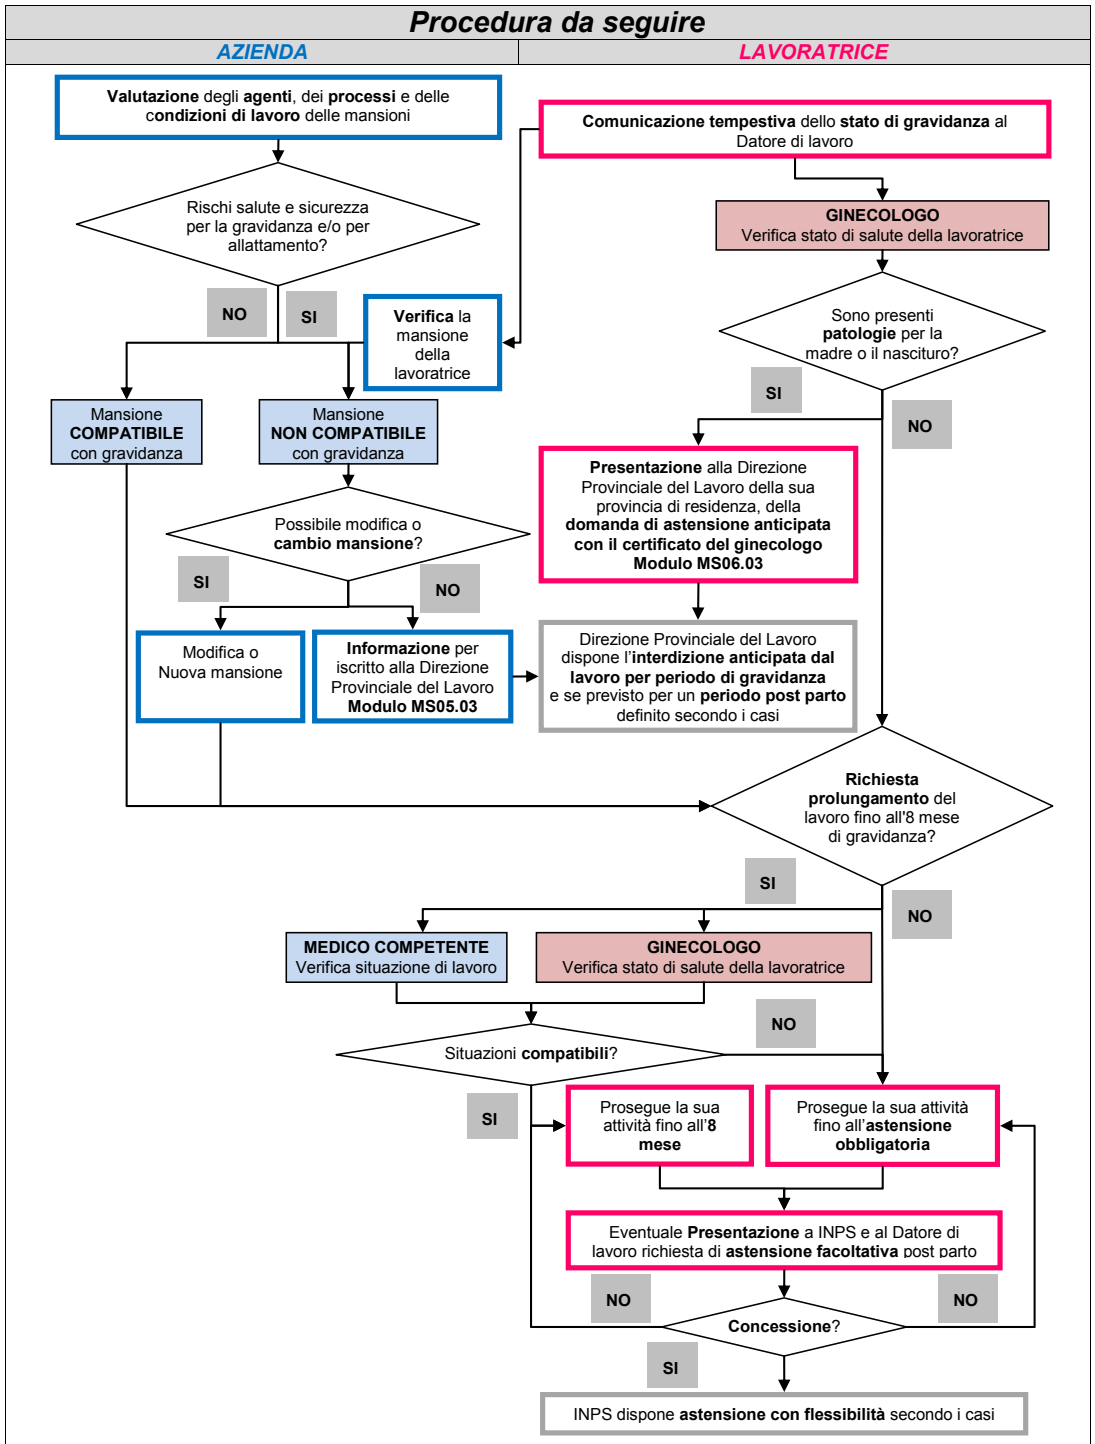 Procedura da seguire
AZIENDA
LAVORATRICE
Valutazione degli agenti, dei processi e delle
condizioni di lavoro delle mansioni
Comunicazione tempestiva dello stato di gravidanza al
Datore di lavoro
Rischi salute e sicurezza
per la gravidanza e/o per
allattamento?
GINECOLOGO
Verifica stato di salute della lavoratrice
NO
SI
Verifica la
mansione
della
lavoratrice
Sono presenti
patologie per la
madre o il nascituro?
SI
NO
Mansione
COMPATIBILE
con gravidanza
Mansione
NON COMPATIBILE
con gravidanza
Presentazione alla Direzione
Provinciale del Lavoro della sua
provincia di residenza, della
domanda di astensione anticipata
con il certificato del ginecologo
Modulo MS06.03
Possibile modifica o
cambio mansione?
SI
NO
Modifica o
Nuova mansione
Informazione per
iscritto alla Direzione
Provinciale del Lavoro
Modulo MS05.03
Direzione Provinciale del Lavoro
dispone l'interdizione anticipata dal
lavoro per periodo di gravidanza
e se previsto per un periodo post parto
definito secondo i casi
Richiesta
prolungamento del
lavoro fino all'8 mese
di gravidanza?
SI
NO
MEDICO COMPETENTE
Verifica situazione di lavoro
GINECOLOGO
Verifica stato di salute della lavoratrice
NO
Situazioni compatibili?
SI
Prosegue la sua
attività fino all'8
mese
Prosegue la sua attività
fino all'astensione
obbligatoria
Eventuale Presentazione a INPS e al Datore di
lavoro richiesta di astensione facoltativa post parto
NO
NO
Concessione?
SI
INPS dispone astensione con flessibilità secondo i casi